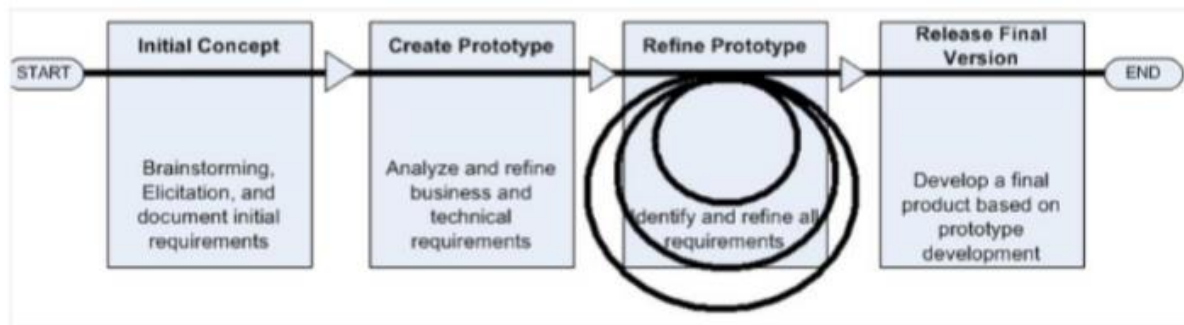 START
Initial Concept
Brainstorming,
Elicitation, and
document initial
requirements
Create Prototype
Analyze and refine
business and
technical
requirements
Refine Prototype
Identify and refine all
requirements
Release Final
Version
Develop a final
product based on
prototype
development
END